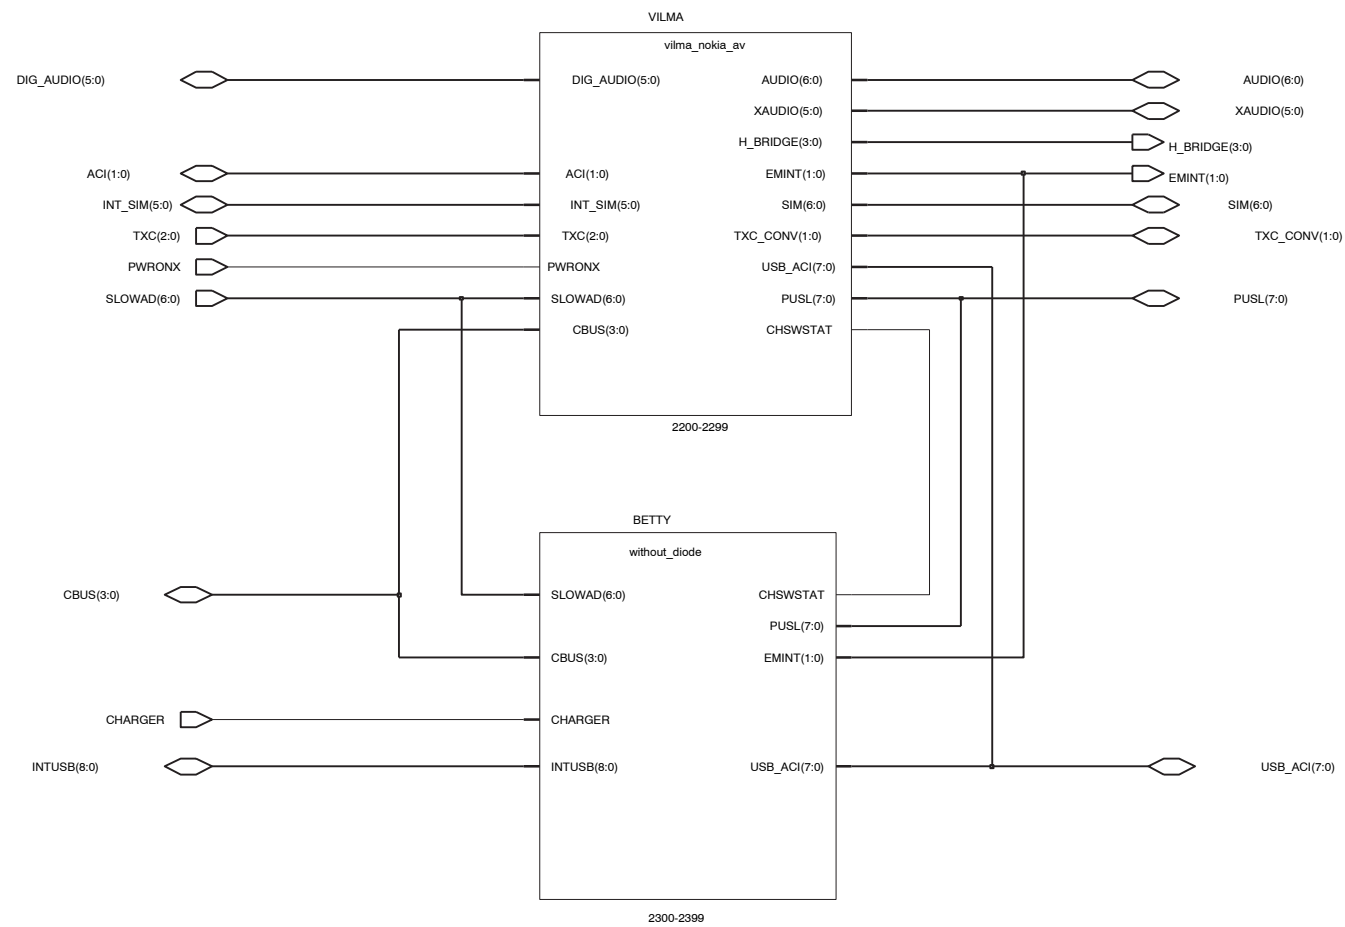 VILMA
vilma_nokia_av
DIG_AUDIO(5:0) DIG_AUDIO(5:0) AUDIO(6:0) AUDIO(6:0)
XAUDIO(5:0) XAUDIO(5:0)
H_BRIDGE(3:0) H_BRIDGE(3:0)
ACI(1:0) ACI(1:0) EMINT(1:0) EMINT(1:0)
INT_SIM(5:0) INT_SIM(5:0) SIM(6:0) SIM(6:0)
TXC(2:0) TXC(2:0) TXC_CONV(1:0) TXC_CONV(1:0)
PWRONX PWRONX USB_ACI(7:0)
SLOWAD(6:0) SLOWAD(6:0) PUSL(7:0) PUSL(7:0)
CBUS(3:0) CHSWSTAT
2200-2299
BETTY
without_diode
CBUS(3:0) SLOWAD(6:0) CHSWSTAT
PUSL(7:0)
CBUS(3:0) EMINT(1:0)
CHARGER CHARGER
INTUSB(8:0) INTUSB(8:0) USB_ACI(7:0) USB_ACI(7:0)
2300-2399